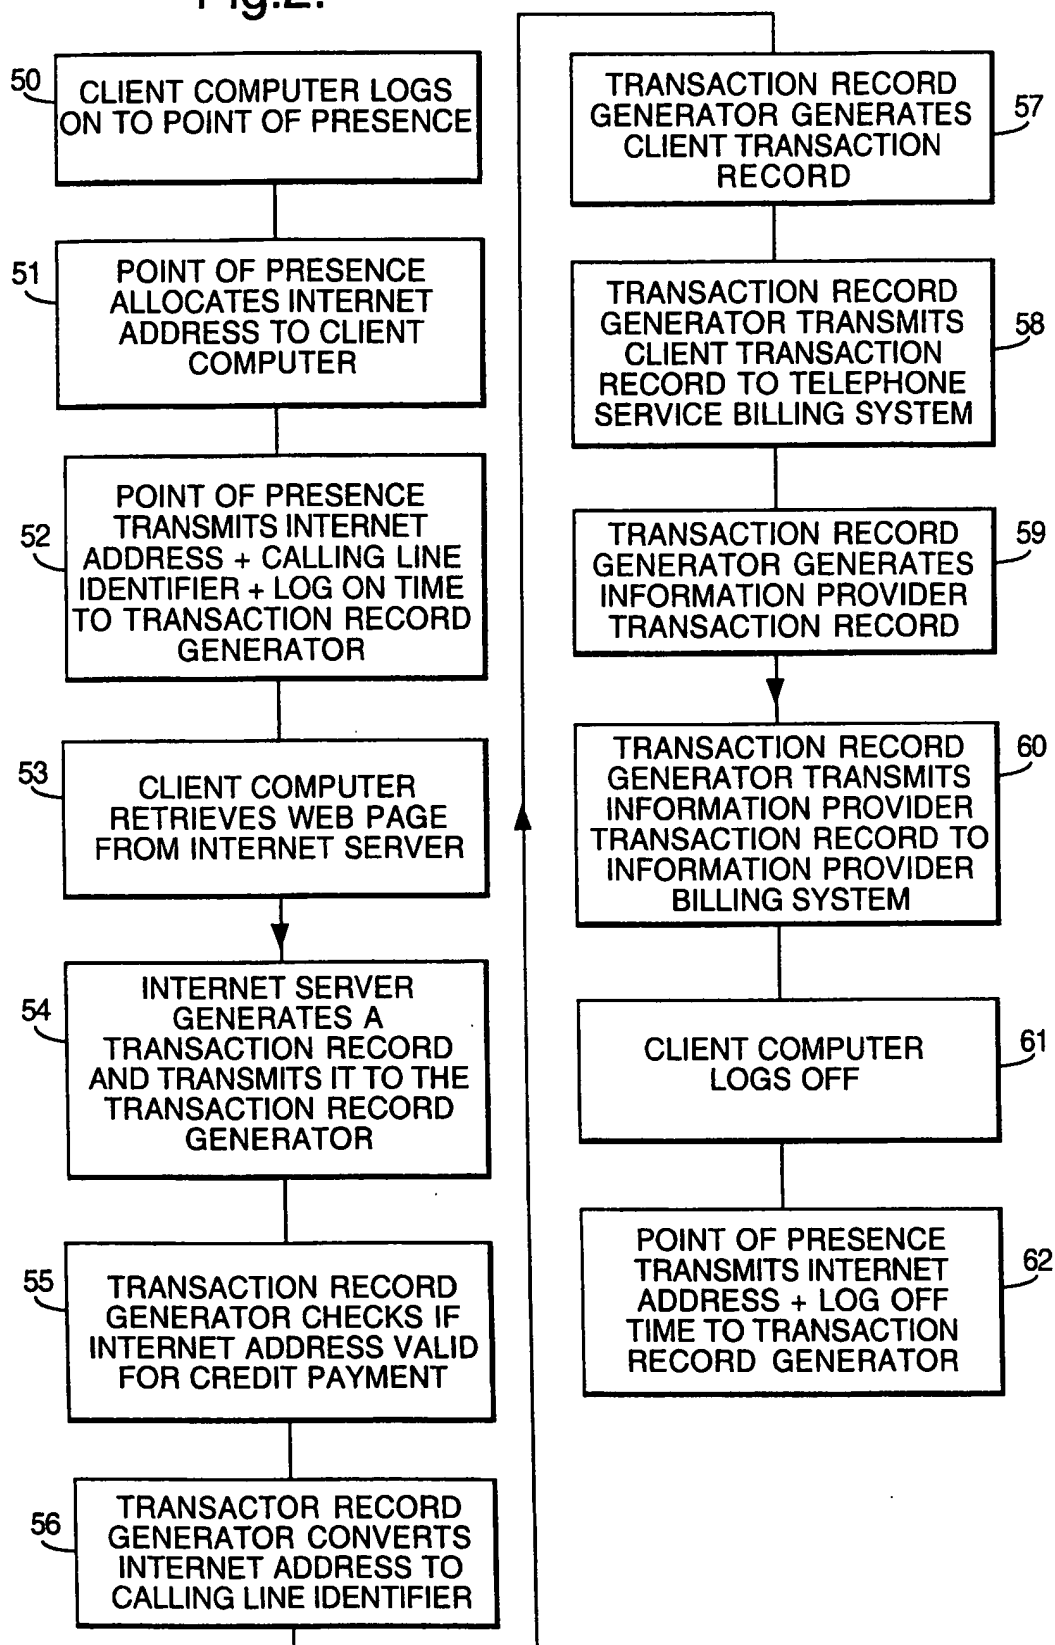 Fig.2.
50
CLIENT COMPUTER LOGS
ON TO POINT OF PRESENCE
51
POINT OF PRESENCE
ALLOCATES INTERNET
ADDRESS TO CLIENT
COMPUTER
52
POINT OF PRESENCE
TRANSMITS INTERNET
ADDRESS + CALLING LINE
IDENTIFIER + LOG ON TIME
TO TRANSACTION RECORD
GENERATOR
53
CLIENT COMPUTER
RETRIEVES WEB PAGE
FROM INTERNET SERVER
54
INTERNET SERVER
GENERATES A
TRANSACTION RECORD
AND TRANSMITS IT TO THE
TRANSACTION RECORD
GENERATOR
55
TRANSACTION RECORD
GENERATOR CHECKS IF
INTERNET ADDRESS VALID
FOR CREDIT PAYMENT
56
TRANSACTOR RECORD
GENERATOR CONVERTS
INTERNET ADDRESS TO
CALLING LINE IDENTIFIER
57
TRANSACTION RECORD
GENERATOR GENERATES
CLIENT TRANSACTION
RECORD
58
TRANSACTION RECORD
GENERATOR TRANSMITS
CLIENT TRANSACTION
RECORD TO TELEPHONE
SERVICE BILLING SYSTEM
59
TRANSACTION RECORD
GENERATOR GENERATES
INFORMATION PROVIDER
TRANSACTION RECORD
60
TRANSACTION RECORD
GENERATOR TRANSMITS
INFORMATION PROVIDER
TRANSACTION RECORD TO
INFORMATION PROVIDER
BILLING SYSTEM
61
CLIENT COMPUTER
LOGS OFF
62
POINT OF PRESENCE
TRANSMITS INTERNET
ADDRESS + LOG OFF
TIME TO TRANSACTION
RECORD GENERATOR